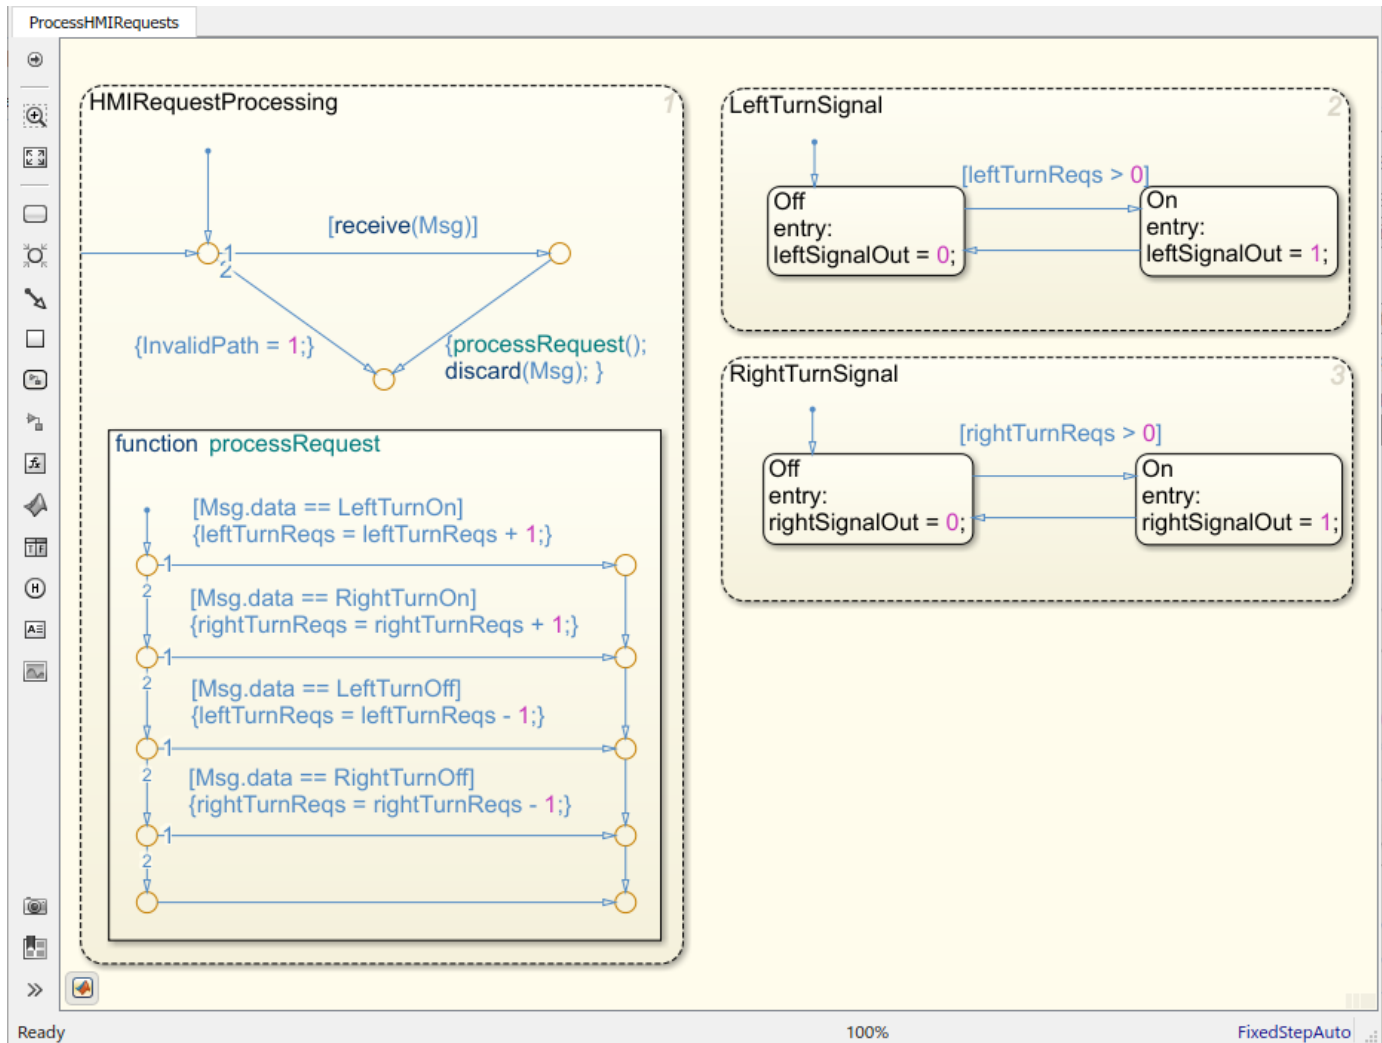 ProcessHMIRequests
HMIRequestProcessing
1
[receive(Msg)]
1
2
{InvalidPath = 1;}
{processRequest();
discard(Msg); }
function processRequest
[Msg.data == LeftTurnOn]
{leftTurnReqs = leftTurnReqs + 1;}
1
2
[Msg.data == RightTurnOn]
{rightTurnReqs = rightTurnReqs + 1;}
1
2
[Msg.data == LeftTurnOff]
{leftTurnReqs = leftTurnReqs - 1;}
1
2
[Msg.data == RightTurnOff]
{rightTurnReqs = rightTurnReqs - 1;}
1
2
LeftTurnSignal
2
[leftTurnReqs > 0]
Off
entry:
leftSignalOut = 0;
On
entry:
leftSignalOut = 1;
RightTurnSignal
3
[rightTurnReqs > 0]
Off
entry:
rightSignalOut = 0;
On
entry:
rightSignalOut = 1;
Ready
100%
FixedStepAuto